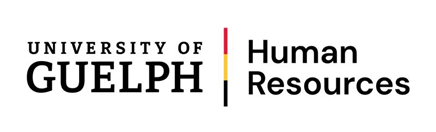 UNIVERSITY OF
GUELPH
Human
Resources